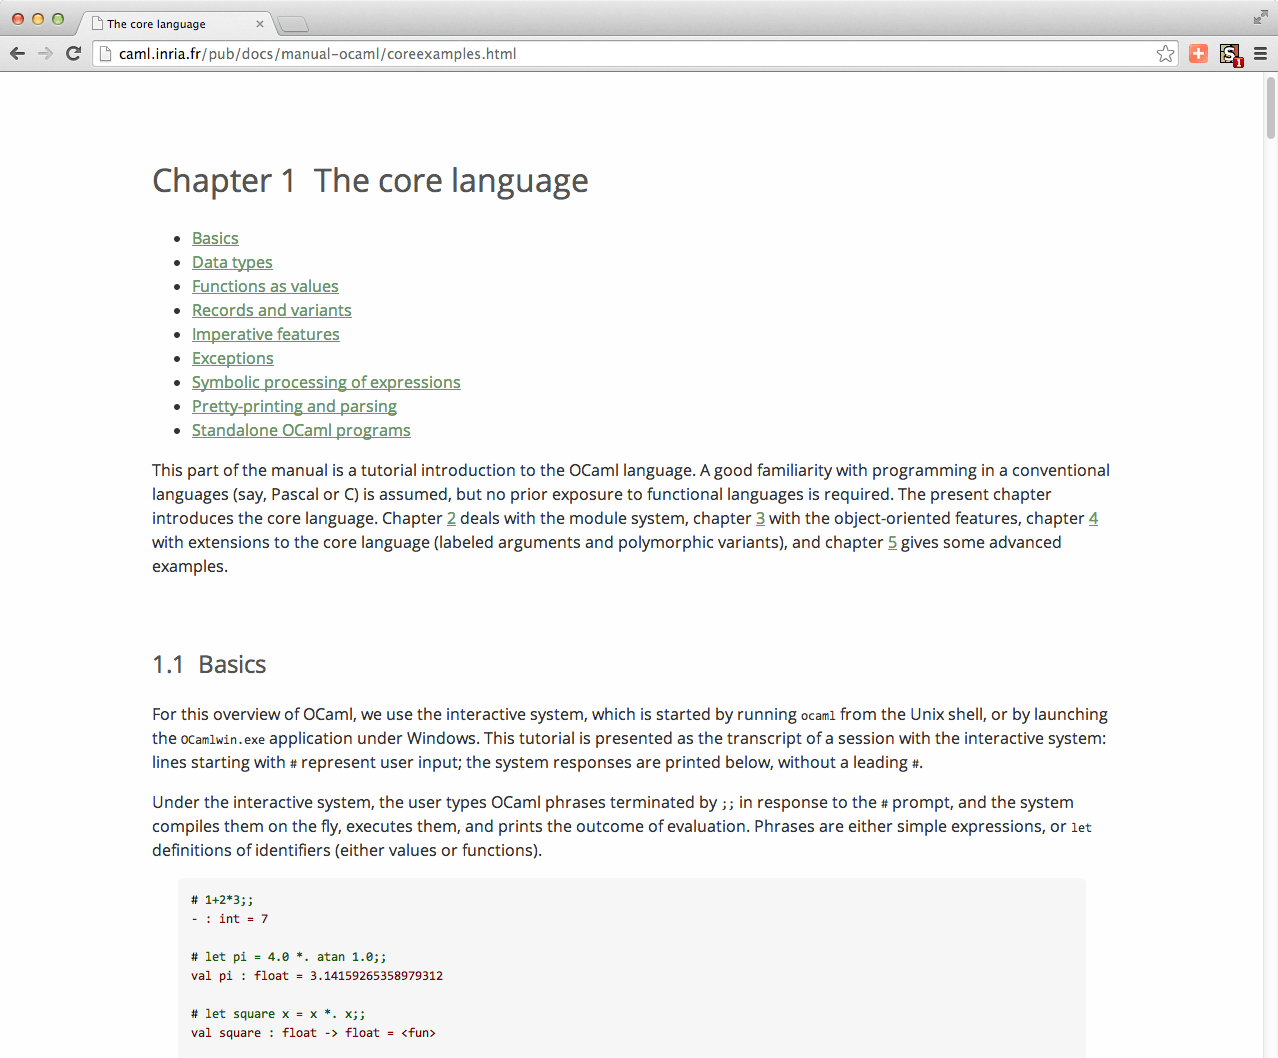 The core language
caml.inria.fr/pub/docs/manual-ocaml/coreexamples.html
S
1
Chapter 1  The core language
Basics
Data types
Functions as values
Records and variants
Imperative features
Exceptions
Symbolic processing of expressions
Pretty-printing and parsing
Standalone OCaml programs
This part of the manual is a tutorial introduction to the OCaml language. A good familiarity with programming in a conventional
languages (say, Pascal or C) is assumed, but no prior exposure to functional languages is required. The present chapter
introduces the core language. Chapter 2 deals with the module system, chapter 3 with the object-oriented features, chapter 4
with extensions to the core language (labeled arguments and polymorphic variants), and chapter 5 gives some advanced
examples.
1.1  Basics
For this overview of OCaml, we use the interactive system, which is started by running ocaml from the Unix shell, or by launching
the OCamlwin.exe application under Windows. This tutorial is presented as the transcript of a session with the interactive system:
lines starting with # represent user input; the system responses are printed below, without a leading #.
Under the interactive system, the user types OCaml phrases terminated by ;; in response to the # prompt, and the system
compiles them on the fly, executes them, and prints the outcome of evaluation. Phrases are either simple expressions, or let
definitions of identifiers (either values or functions).
# 1+2*3;;
- : int = 7
# let pi = 4.0 *. atan 1.0;;
val pi : float = 3.14159265358979312
# let square x = x *. x;;
val square : float -> float = <fun>